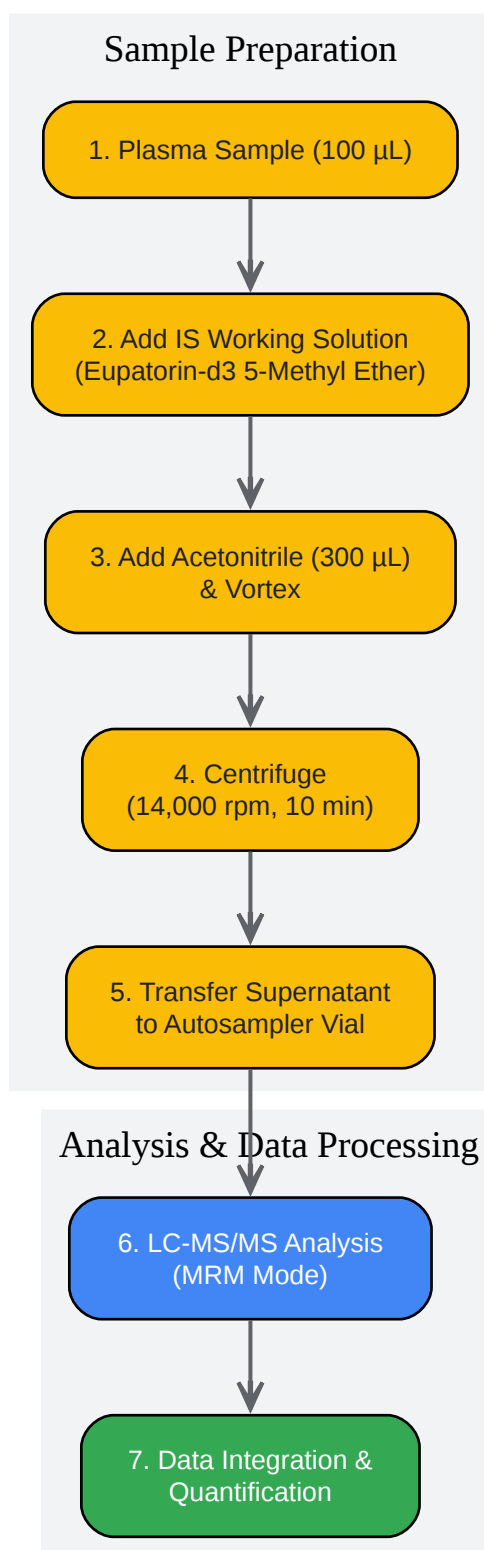 Sample Preparation
1. Plasma Sample (100 µL)
2. Add IS Working Solution
(Eupatorin-d3 5-Methyl Ether)
3. Add Acetonitrile (300 µL)
& Vortex
4. Centrifuge
(14,000 rpm, 10 min)
5. Transfer Supernatant
to Autosampler Vial
Analysis & Data Processing
6. LC-MS/MS Analysis
(MRM Mode)
7. Data Integration &
Quantification